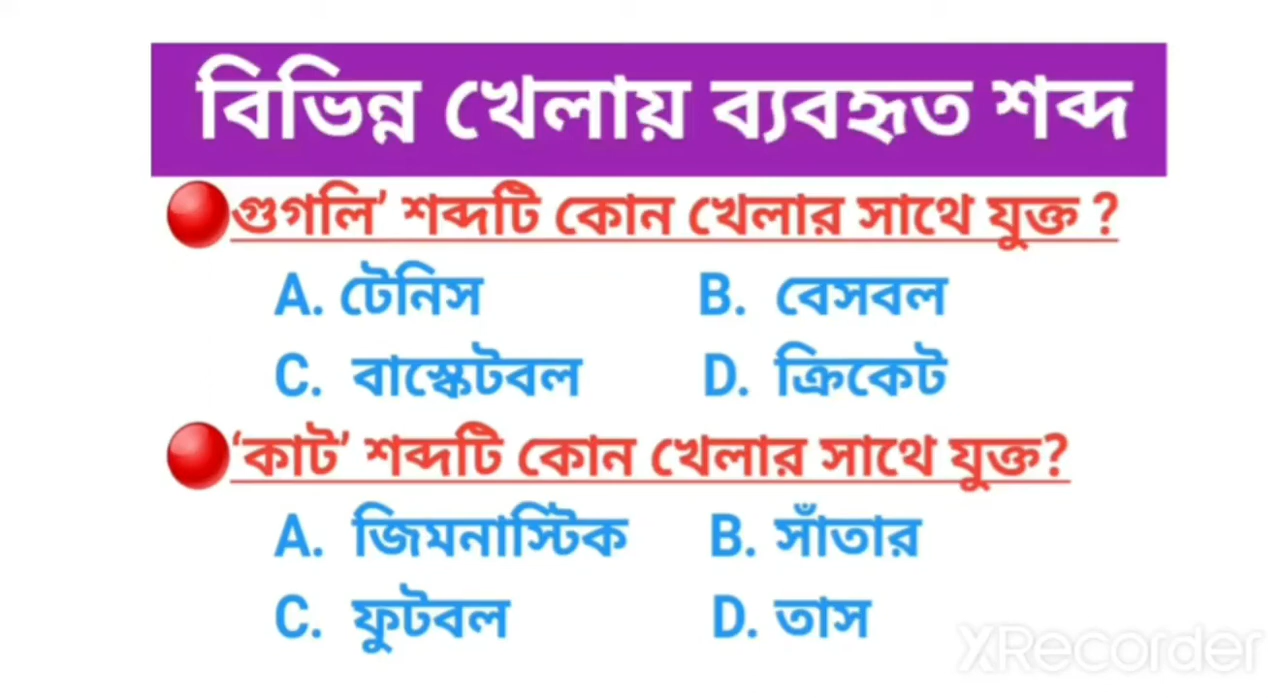 বিভিন্ন খেলায় ব্যবহৃত শব্দ
গুগলি’ শব্দটি কোন খেলার সাথে যুক্ত ?
A. টেনিস B. বেসবল
C. বাস্কেটবল D. ক্রিকেট
‘কাট’ শব্দটি কোন খেলার সাথে যুক্ত?
A. জিমনাস্টিক B. সাঁতার
C. ফুটবল D. তাস
XRecorder